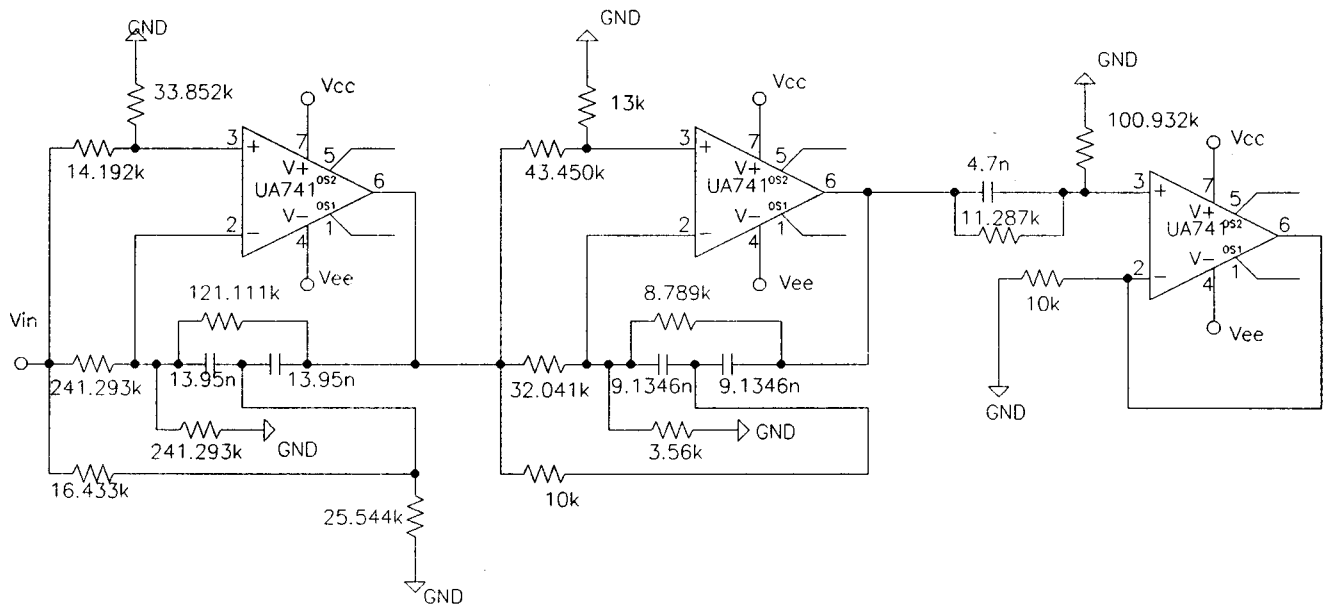 GND
33.852k
Vcc
3
+
7
V+
5
14.192k
UA741
OS2
6
OS1
V-
1
2
-
4
Vee
121.111k
Vin
241.293k
13.95n
13.95n
241.293k
GND
16.433k
25.544k
GND
GND
13k
Vcc
3
+
7
V+
5
43.450k
UA741
OS2
6
OS1
V-
1
2
-
4
Vee
8.789k
32.041k
9.1346n
9.1346n
3.56k
GND
10k
GND
100.932k
Vcc
4.7n
11.287k
3
+
7
V+
5
UA741
OS2
6
OS1
V-
1
2
-
4
Vee
10k
GND